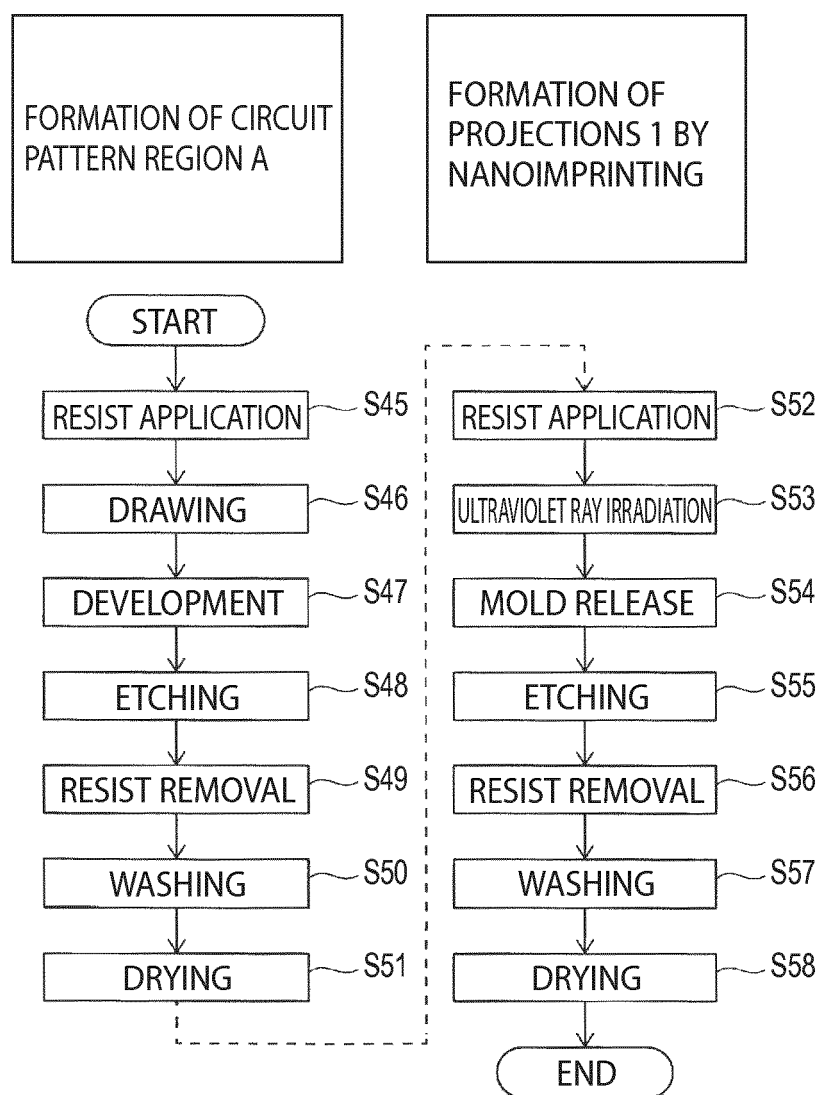 FORMATION OF CIRCUIT
PATTERN REGION A
START
RESIST APPLICATION S45
DRAWING S46
DEVELOPMENT S47
ETCHING S48
RESIST REMOVAL S49
WASHING S50
DRYING S51
FORMATION OF
PROJECTIONS 1 BY
NANOIMPRINTING
RESIST APPLICATION S52
ULTRAVIOLET RAY IRRADIATION S53
MOLD RELEASE S54
ETCHING S55
RESIST REMOVAL S56
WASHING S57
DRYING S58
END